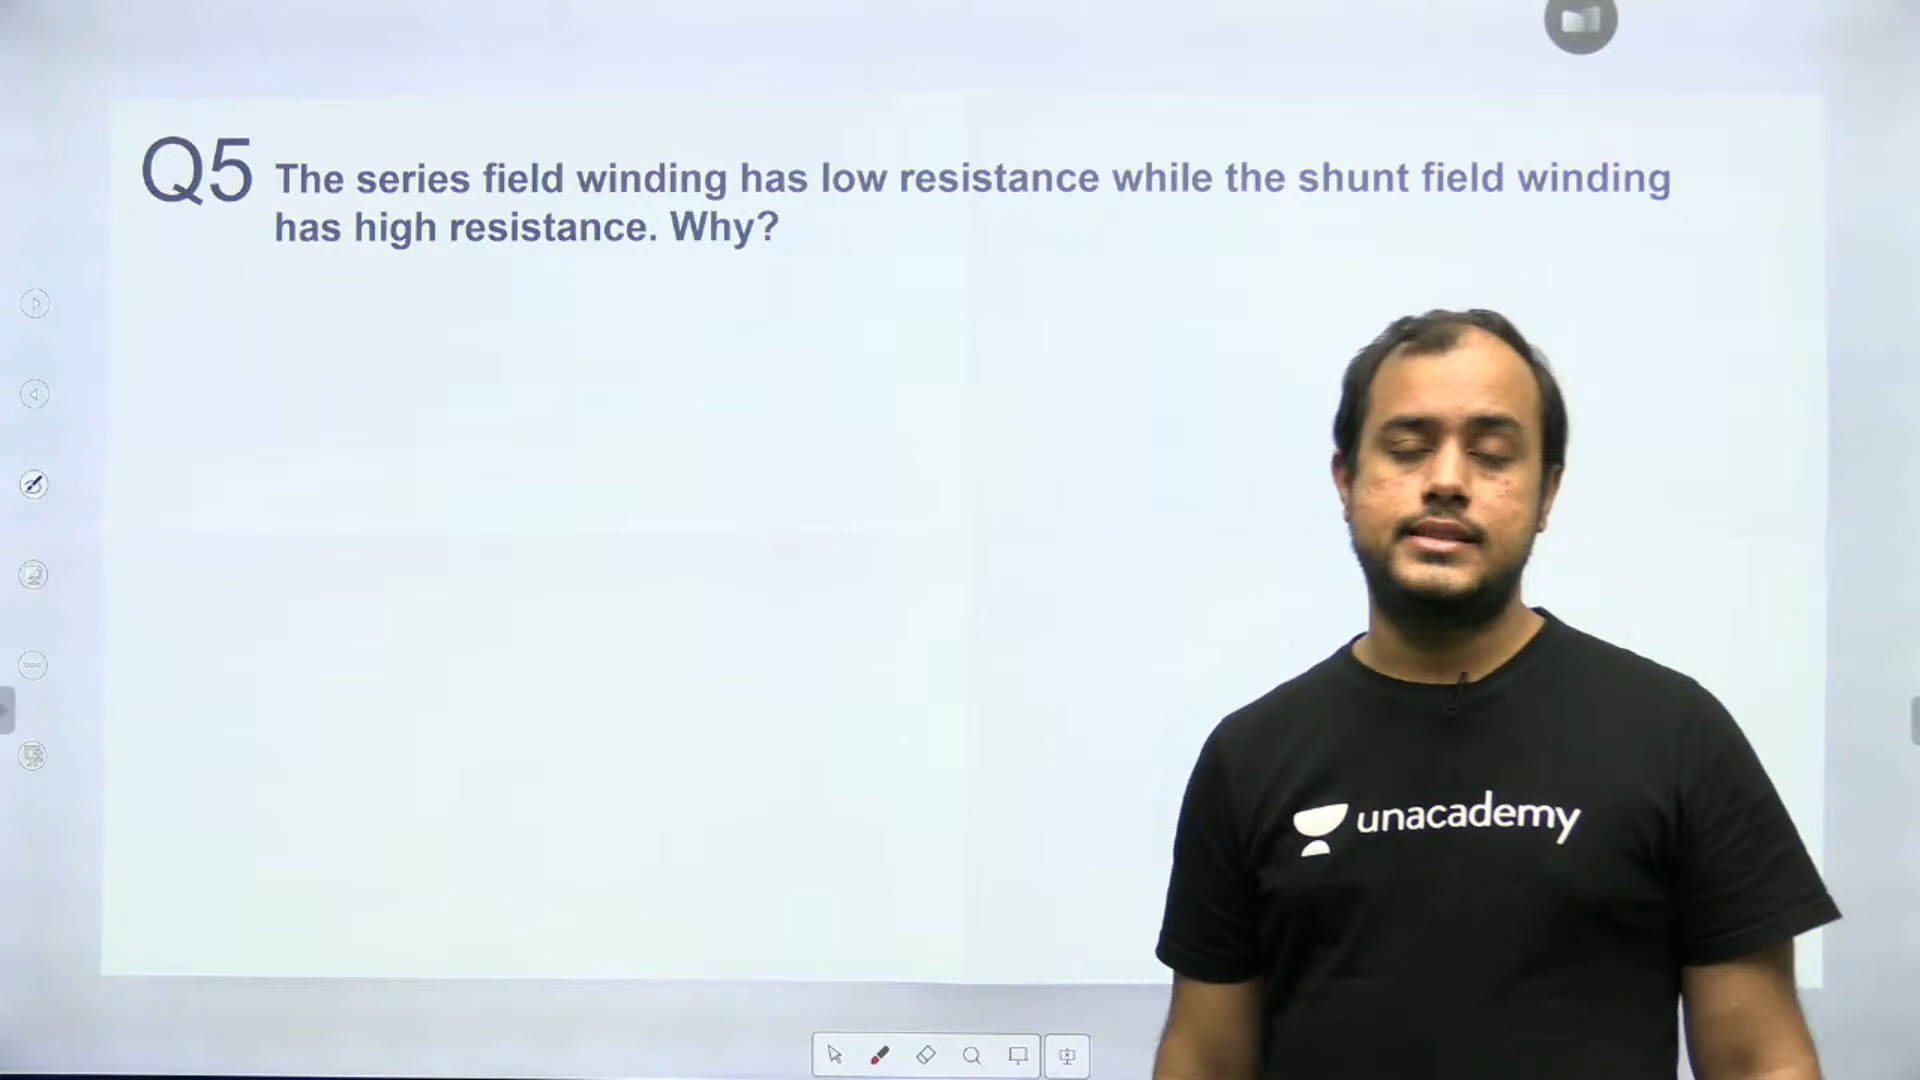 Q5 The series field winding has low resistance while the shunt field winding
has high resistance. Why?
unacademy